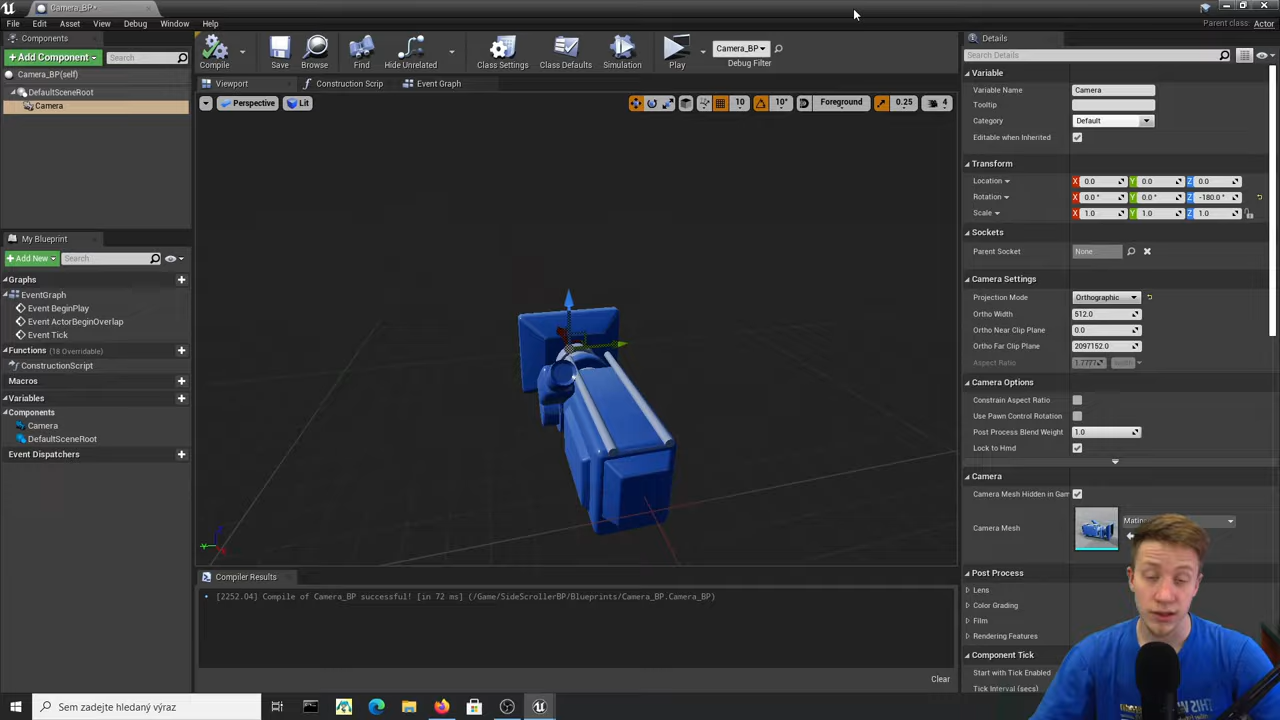 Camera_BP*
File Edit Asset View Debug Window Help
Parent class: Actor
Components
+ Add Component
Search
Camera_BP(self)
DefaultSceneRoot
Camera
Compile
Save
Browse
Find
Hide Unrelated
Class Settings
Class Defaults
Simulation
Play
Camera_BP
Debug Filter
Viewport
Construction Scrip
Event Graph
Perspective
Lit
10
10°
Foreground
0.25
4
My Blueprint
+ Add New
Search
Graphs
EventGraph
Event BeginPlay
Event ActorBeginOverlap
Event Tick
Functions (18 Overridable)
ConstructionScript
Macros
Variables
Components
Camera
DefaultSceneRoot
Event Dispatchers
Compiler Results
[2252.04] Compile of Camera_BP successful! [in 72 ms] (/Game/SideScrollerBP/Blueprints/Camera_BP.Camera_BP)
Clear
Details
Search Details
Variable
Variable Name Camera
Tooltip
Category Default
Editable when Inherited
Transform
Location X 0.0 Y 0.0 Z 0.0
Rotation X 0.0 ° Y 0.0 ° Z -180.0 °
Scale X 1.0 Y 1.0 Z 1.0
Sockets
Parent Socket None
Camera Settings
Projection Mode Orthographic
Ortho Width 512.0
Ortho Near Clip Plane 0.0
Ortho Far Clip Plane 2097152.0
Aspect Ratio 1.7777
Camera Options
Constrain Aspect Ratio
Use Pawn Control Rotation
Post Process Blend Weight 1.0
Lock to Hmd
Camera
Camera Mesh Hidden in Gam
Camera Mesh
Post Process
Lens
Color Grading
Film
Rendering Features
Component Tick
Start with Tick Enabled
Tick Interval (secs)
Sem zadejte hledaný výraz